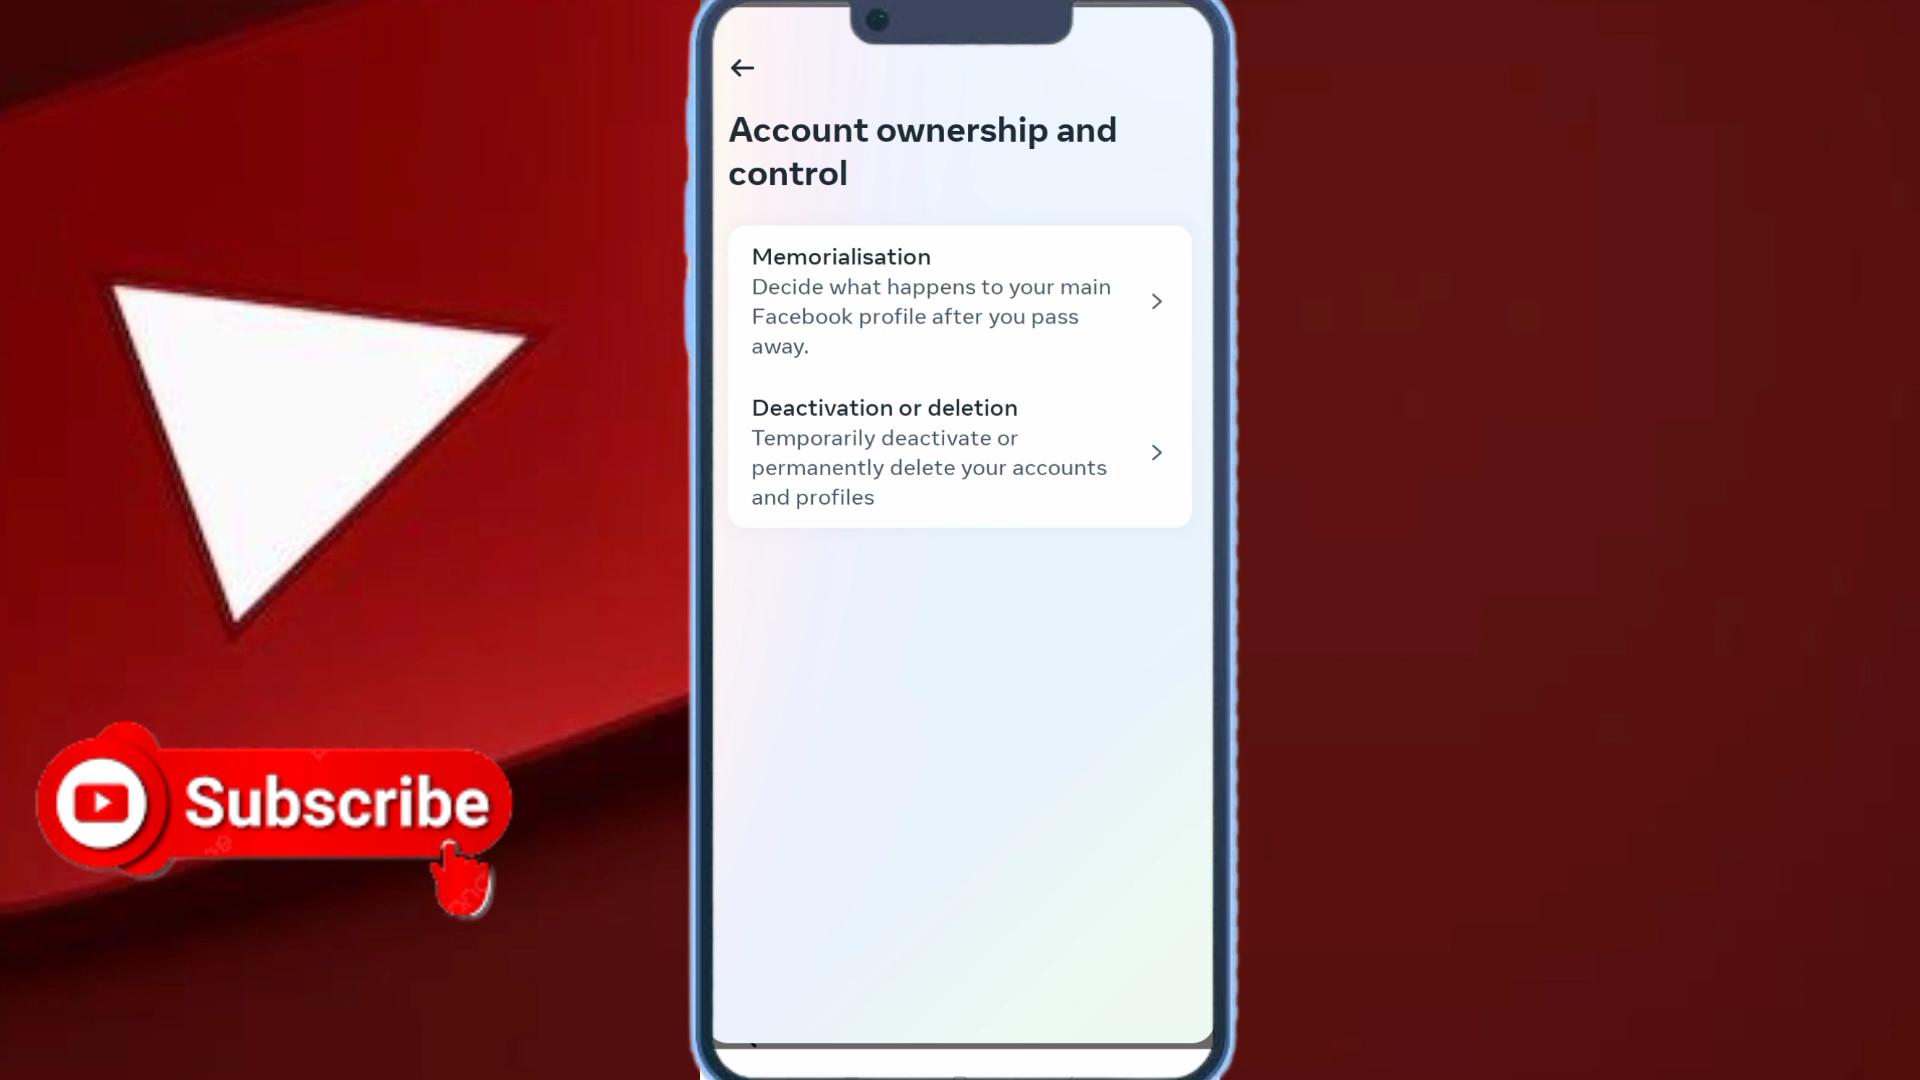 Account ownership and
control
Memorialisation
Decide what happens to your main
Facebook profile after you pass
away.
Deactivation or deletion
Temporarily deactivate or
permanently delete your accounts
and profiles
Subscribe